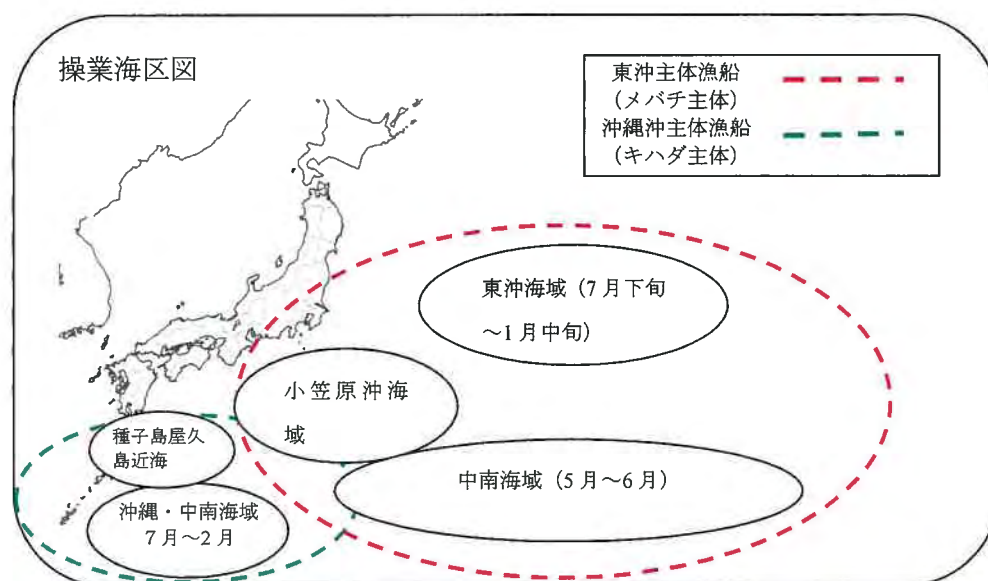 操業海区図
東沖主体漁船
(メバチ主体)
沖縄沖主体漁船
(キハダ主体)
東沖海域(7月下旬
~1月中旬)
小笠原沖海
域
種子島屋久
島近海
中南海域(5月~6月)
沖縄・中南海域
7月~2月